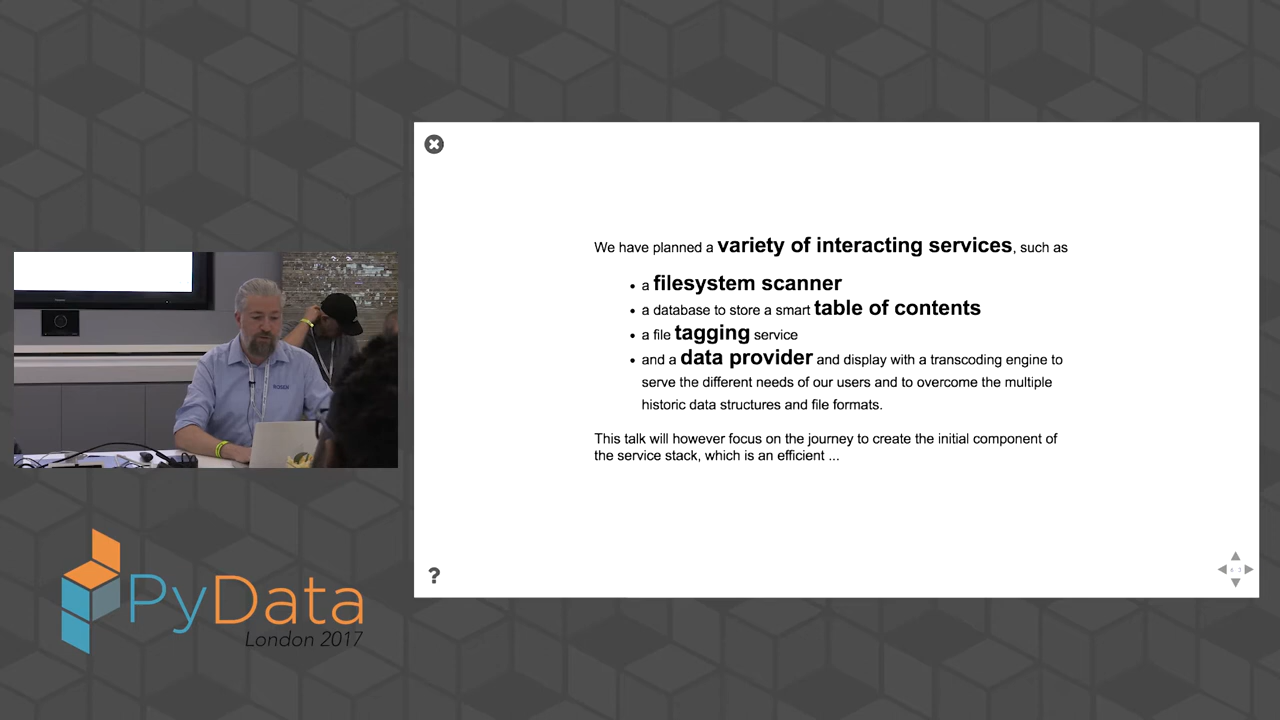 We have planned a variety of interacting services, such as
• a filesystem scanner
• a database to store a smart table of contents
• a file tagging service
• and a data provider and display with a transcoding engine to
serve the different needs of our users and to overcome the multiple
historic data structures and file formats.
This talk will however focus on the journey to create the initial component of
the service stack, which is an efficient ...
?
PyData
London 2017